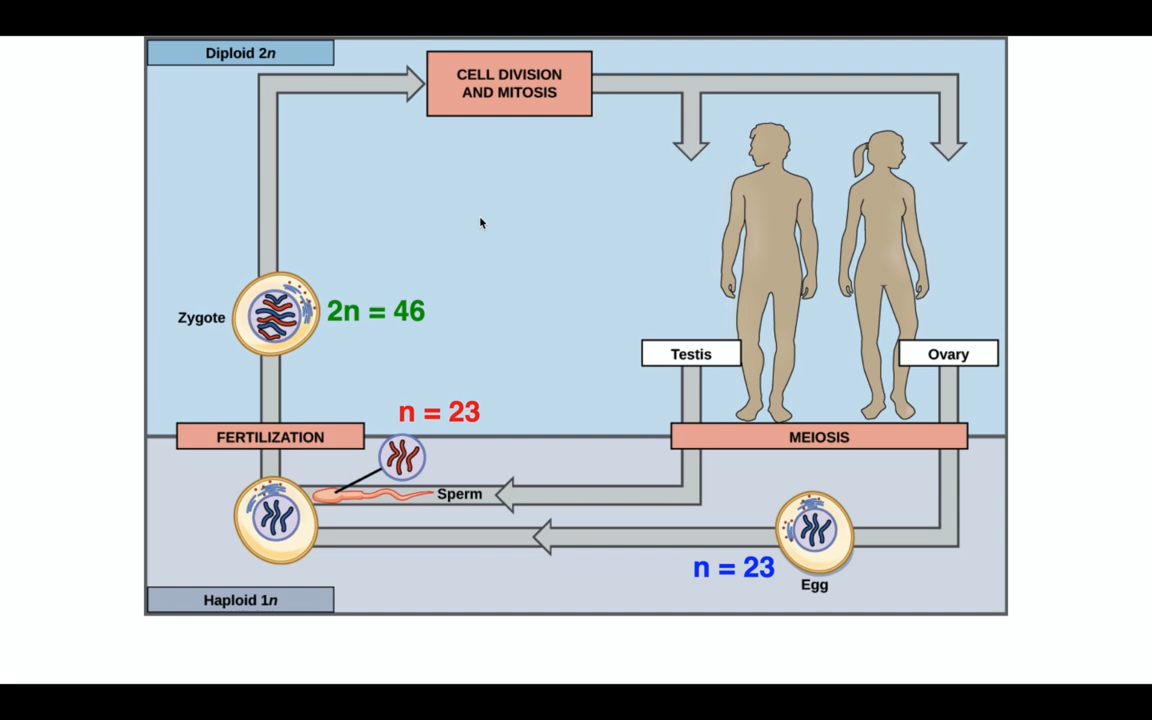 Diploid 2n
CELL DIVISION
AND MITOSIS
Zygote
2n = 46
Testis
Ovary
n = 23
FERTILIZATION
MEIOSIS
Sperm
n = 23
Egg
Haploid 1n